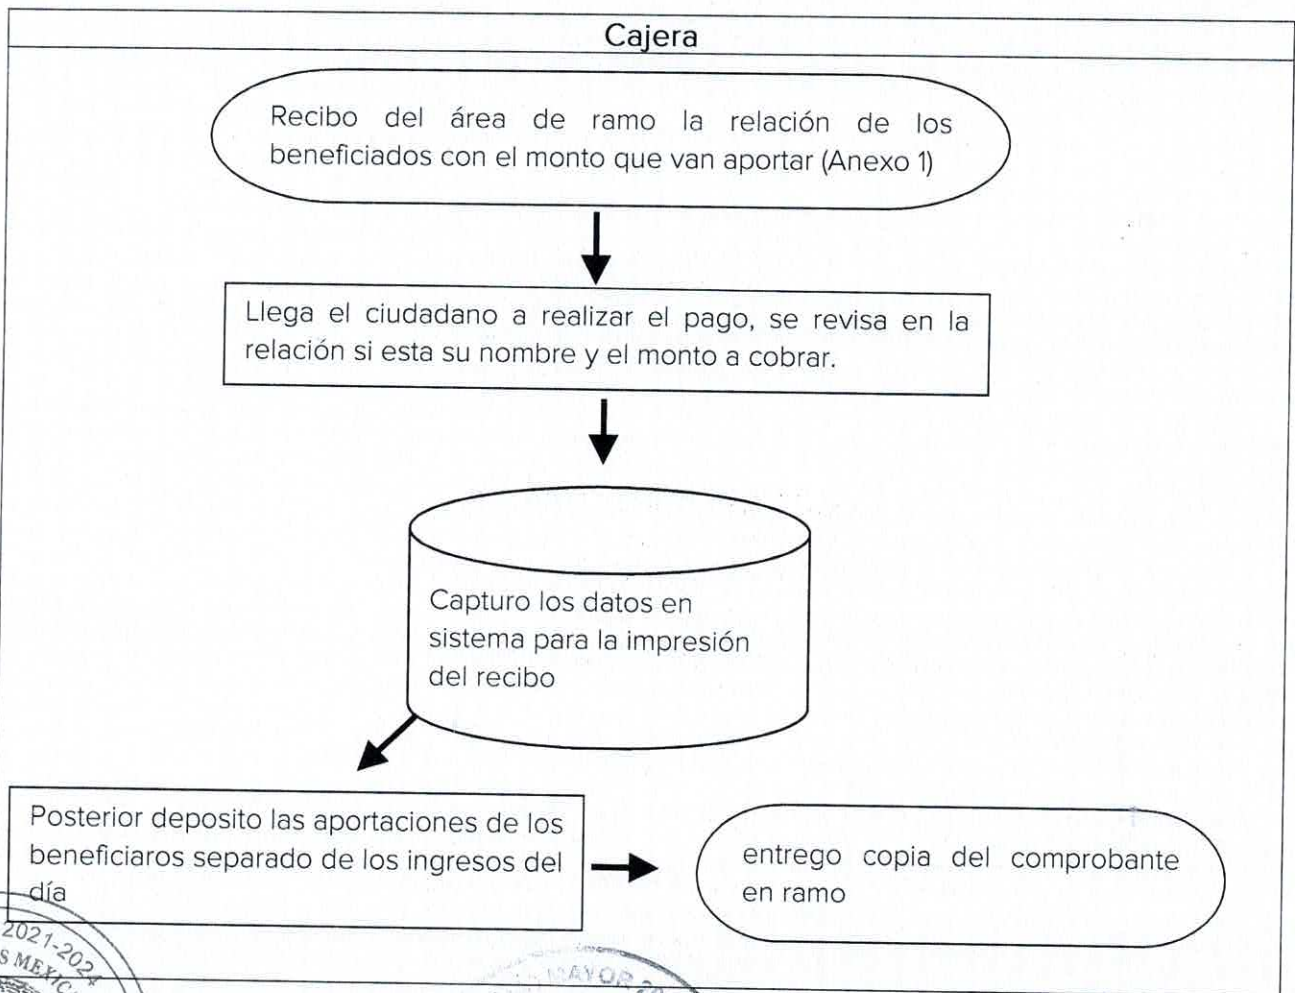 Cajera
Recibo del área de ramo la relación de los
beneficiados con el monto que van aportar (Anexo 1)
Llega el ciudadano a realizar el pago, se revisa en la
relación si esta su nombre y el monto a cobrar.
Capturo los datos en
sistema para la impresión
del recibo
Posterior deposito las aportaciones de los
beneficiaros separado de los ingresos del
día
entrego copia del comprobante
en ramo
2021-2024
MAYOR